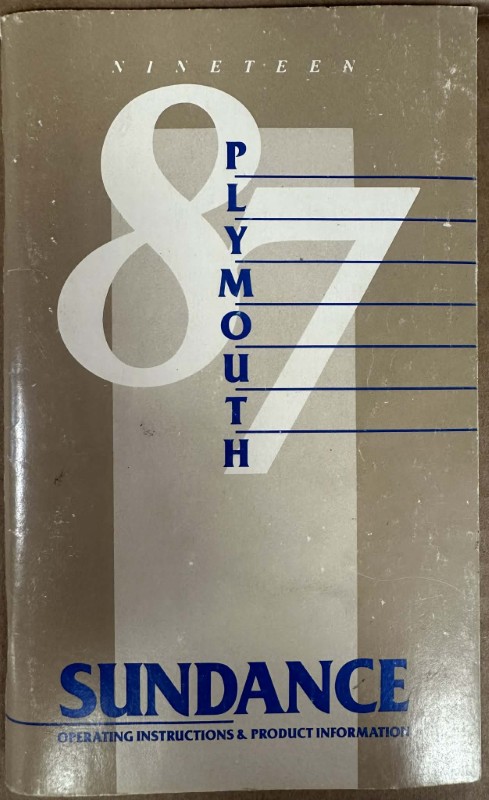 NINETEEN
87
PLYMOUTH
SUNDANCE
OPERATING INSTRUCTIONS & PRODUCT INFORMATION